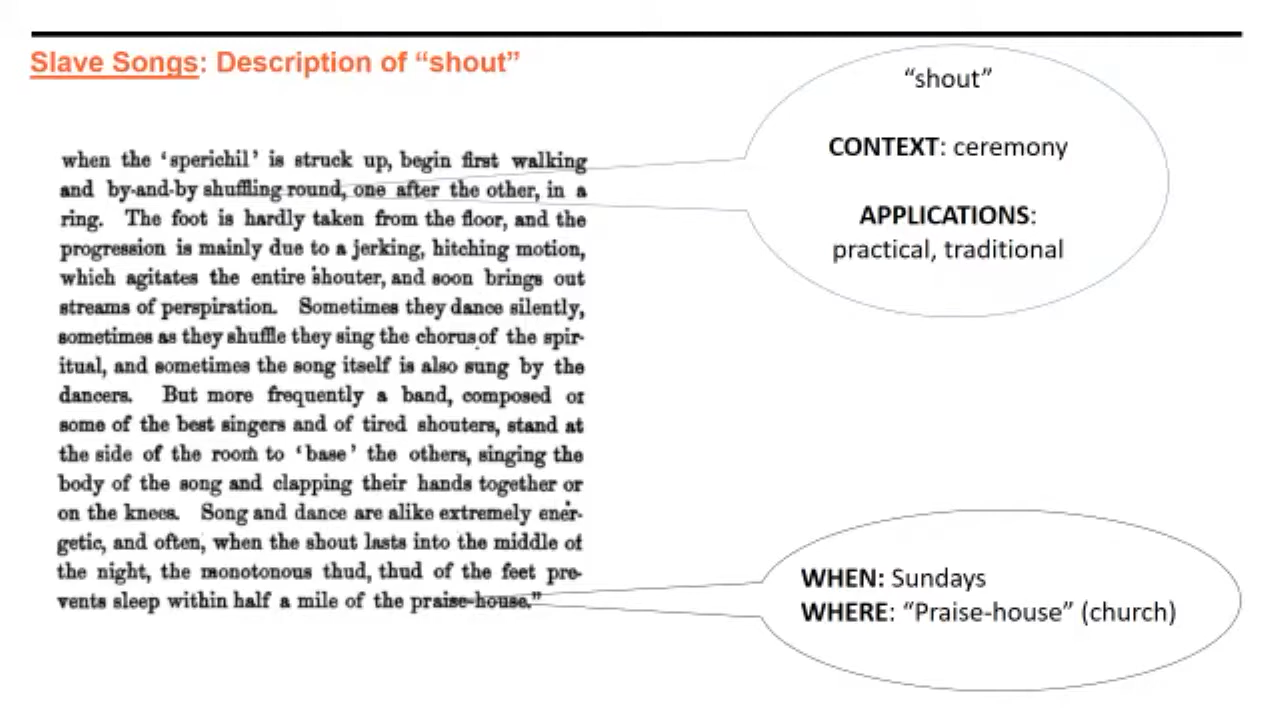 Slave Songs: Description of “shout”
when the ‘sperichil’ is struck up, begin first walking
and by-and-by shuffling round, one after the other, in a
ring. The foot is hardly taken from the floor, and the
progression is mainly due to a jerking, hitching motion,
which agitates the entire shouter, and soon brings out
streams of perspiration. Sometimes they dance silently,
sometimes as they shuffle they sing the chorus of the spir-
itual, and sometimes the song itself is also sung by the
dancers. But more frequently a band, composed of
some of the best singers and of tired shouters, stand at
the side of the room to ‘base’ the others, singing the
body of the song and clapping their hands together or
on the knees. Song and dance are alike extremely ener-
getic, and often, when the shout lasts into the middle of
the night, the monotonous thud, thud of the feet pre-
vents sleep within half a mile of the praise-house.”
“shout”
CONTEXT: ceremony
APPLICATIONS:
practical, traditional
WHEN: Sundays
WHERE: “Praise-house” (church)